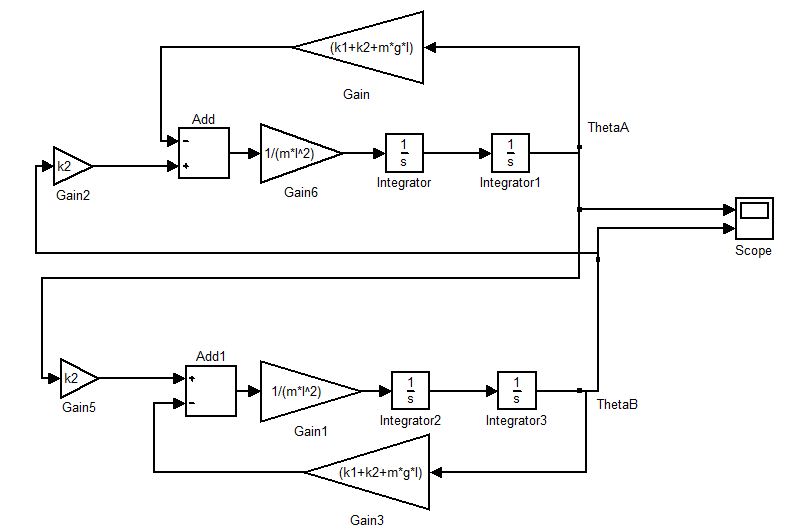 (k1+k2+m*g*l)
Gain
Add
ThetaA
-
+
k2
1/(m*l^2)
1
s
1
s
Gain2
Gain6
Integrator
Integrator1
Scope
Add1
k2
+
-
1/(m*l^2)
1
s
1
s
Gain5
Gain1
Integrator2
Integrator3
ThetaB
(k1+k2+m*g*l)
Gain3